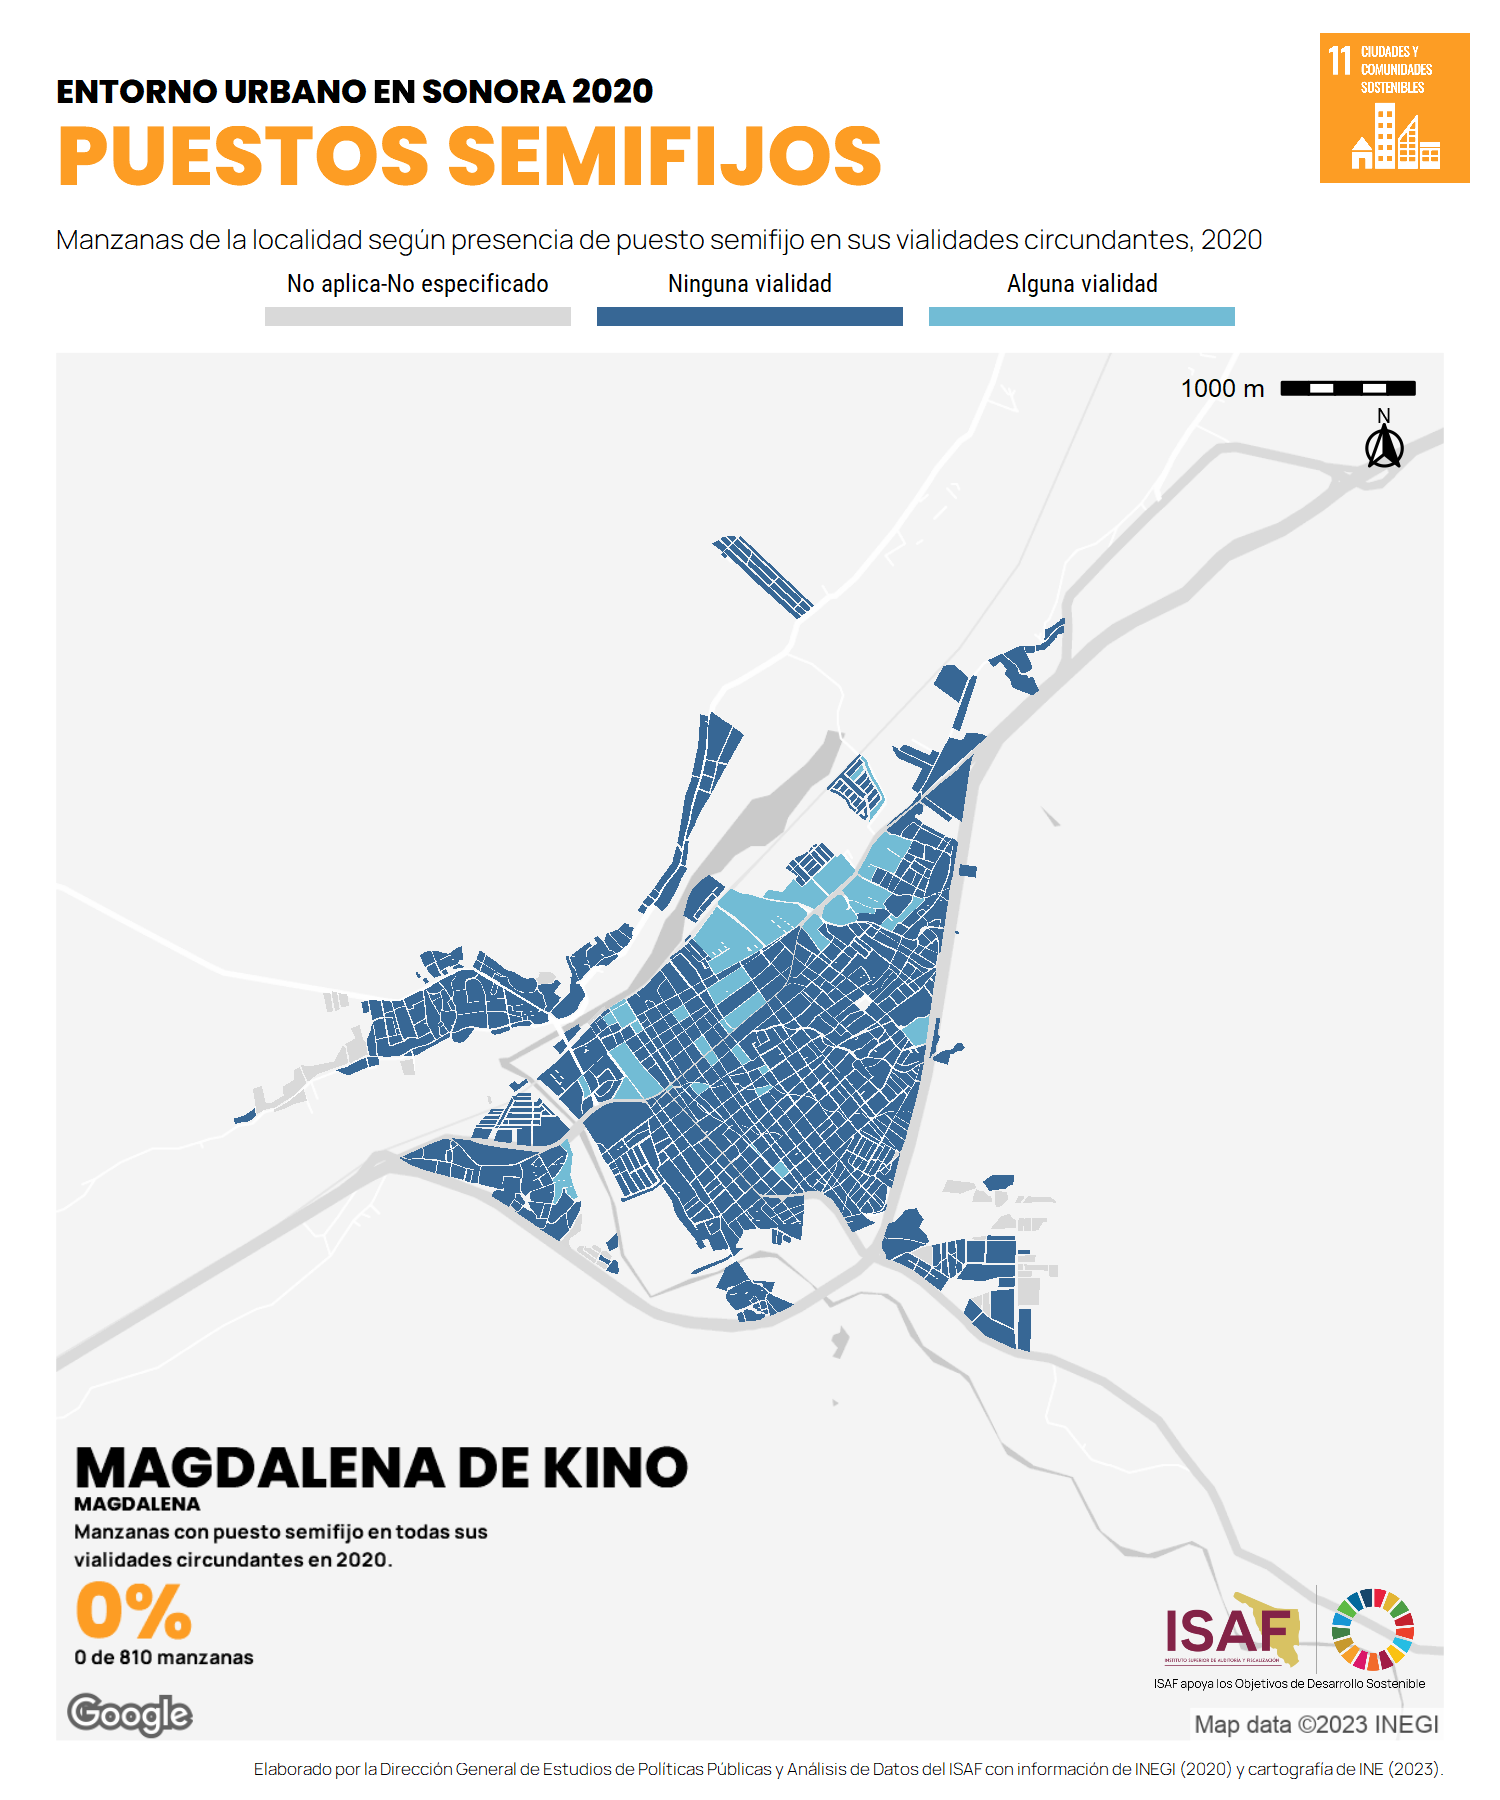 11 CIUDADES Y
COMUNIDADES
SOSTENIBLES
ENTORNO URBANO EN SONORA 2020
PUESTOS SEMIFIJOS
Manzanas de la localidad según presencia de puesto semifijo en sus vialidades circundantes, 2020
No aplica-No especificado
Ninguna vialidad
Alguna vialidad
1000 m
N
MAGDALENA DE KINO
MAGDALENA
Manzanas con puesto semifijo en todas sus
vialidades circundantes en 2020.
0%
0 de 810 manzanas
ISAF
INSTITUTO SUPERIOR DE AUDITORÍA Y FISCALIZACIÓN
ISAF apoya los Objetivos de Desarrollo Sostenible
Google
Map data ©2023 INEGI
Elaborado por la Dirección General de Estudios de Políticas Públicas y Análisis de Datos del ISAF con información de INEGI (2020) y cartografía de INE (2023).